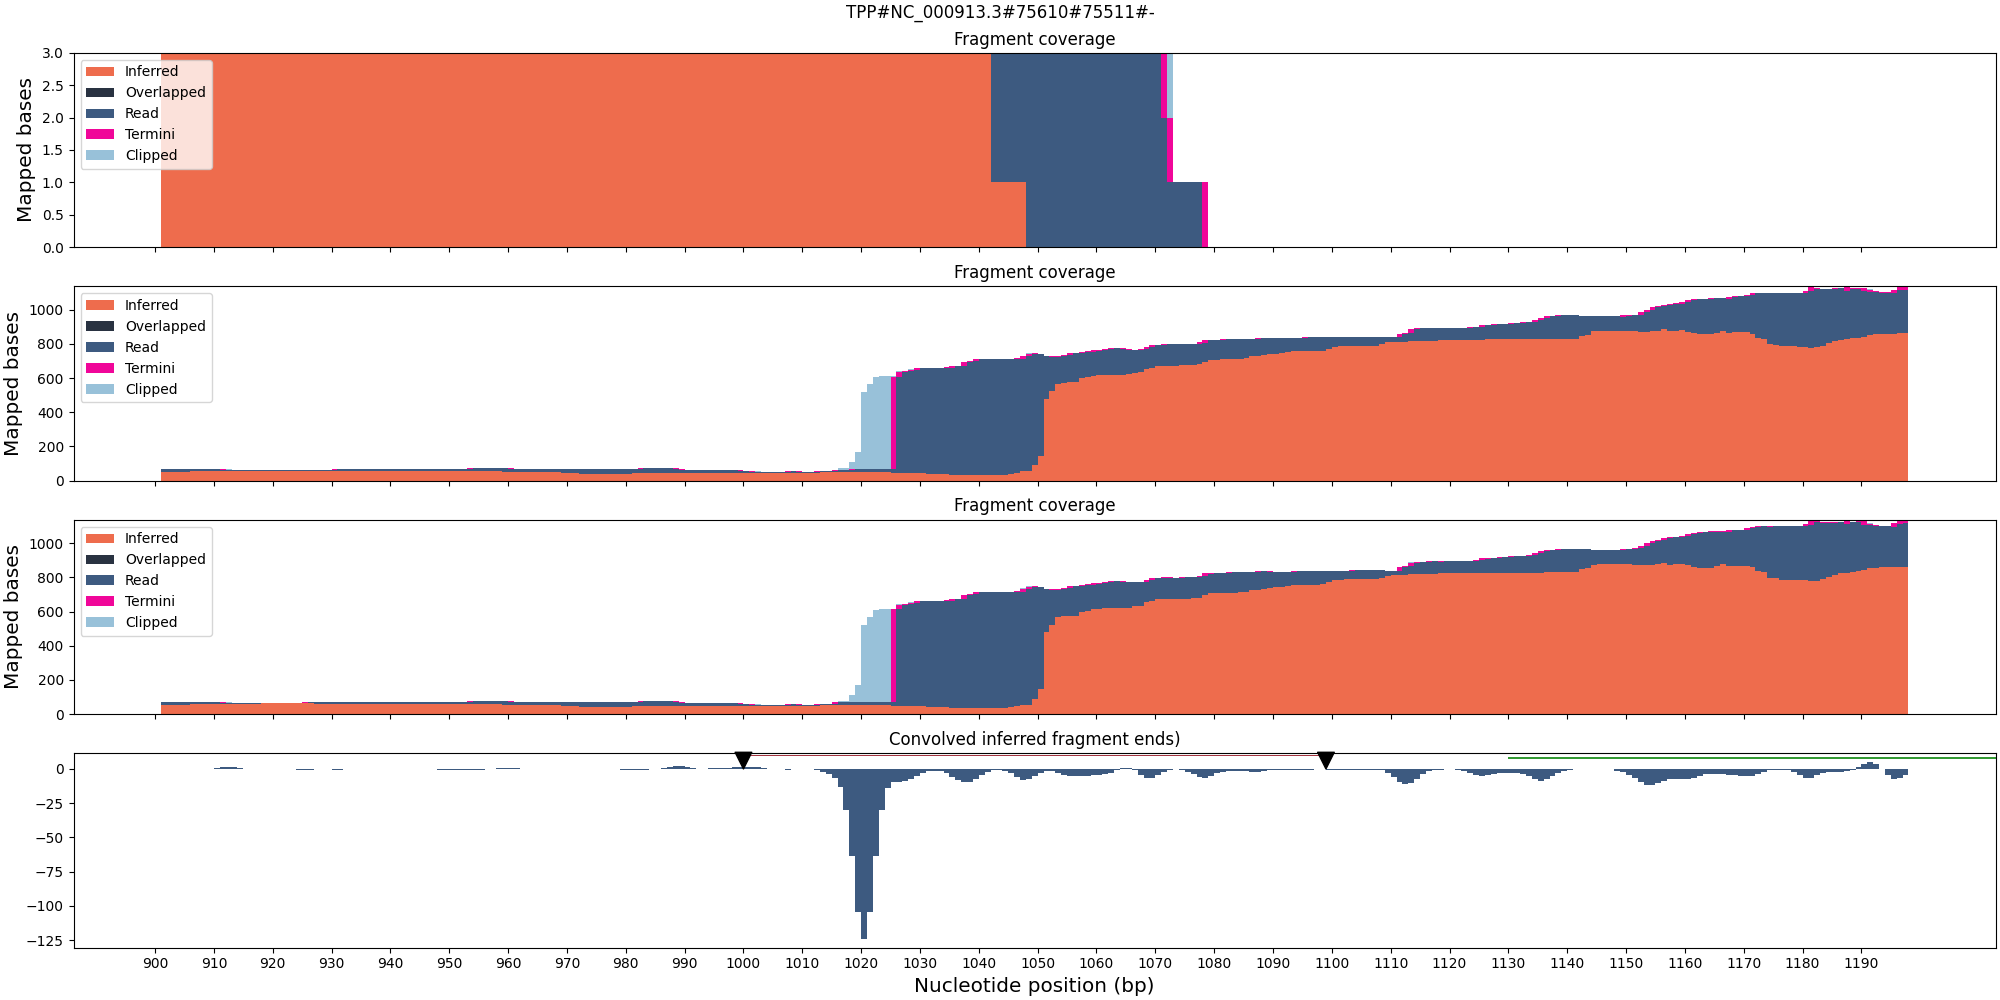 TPP#NC_000913.3#75610#75511#-
Fragment coverage
Mapped bases
3.0
2.5
2.0
1.5
1.0
0.5
0.0
Inferred
Overlapped
Read
Termini
Clipped
Fragment coverage
Mapped bases
1000
800
600
400
200
0
Inferred
Overlapped
Read
Termini
Clipped
Fragment coverage
Mapped bases
1000
800
600
400
200
0
Inferred
Overlapped
Read
Termini
Clipped
Convolved inferred fragment ends)
0
−25
−50
−75
−100
−125
900 910 920 930 940 950 960 970 980 990 1000 1010 1020 1030 1040 1050 1060 1070 1080 1090 1100 1110 1120 1130 1140 1150 1160 1170 1180 1190
Nucleotide position (bp)